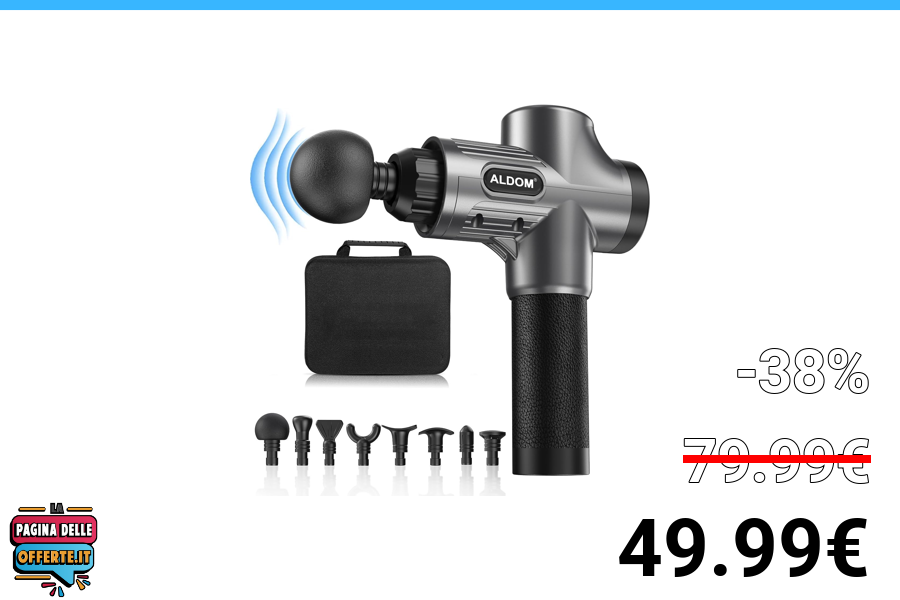 ALDOM®
-38%
79.99€
49.99€
LA
PAGINA DELLE
OFFERTE.IT